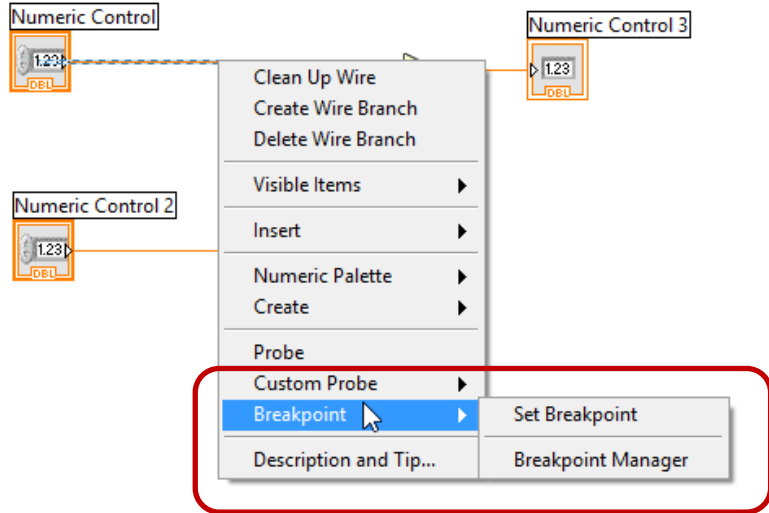 Numeric Control
1.23
DBL
Numeric Control 3
1.23
DBL
Numeric Control 2
1.23
DBL
Clean Up Wire
Create Wire Branch
Delete Wire Branch
Visible Items
Insert
Numeric Palette
Create
Probe
Custom Probe
Breakpoint
Description and Tip...
Set Breakpoint
Breakpoint Manager